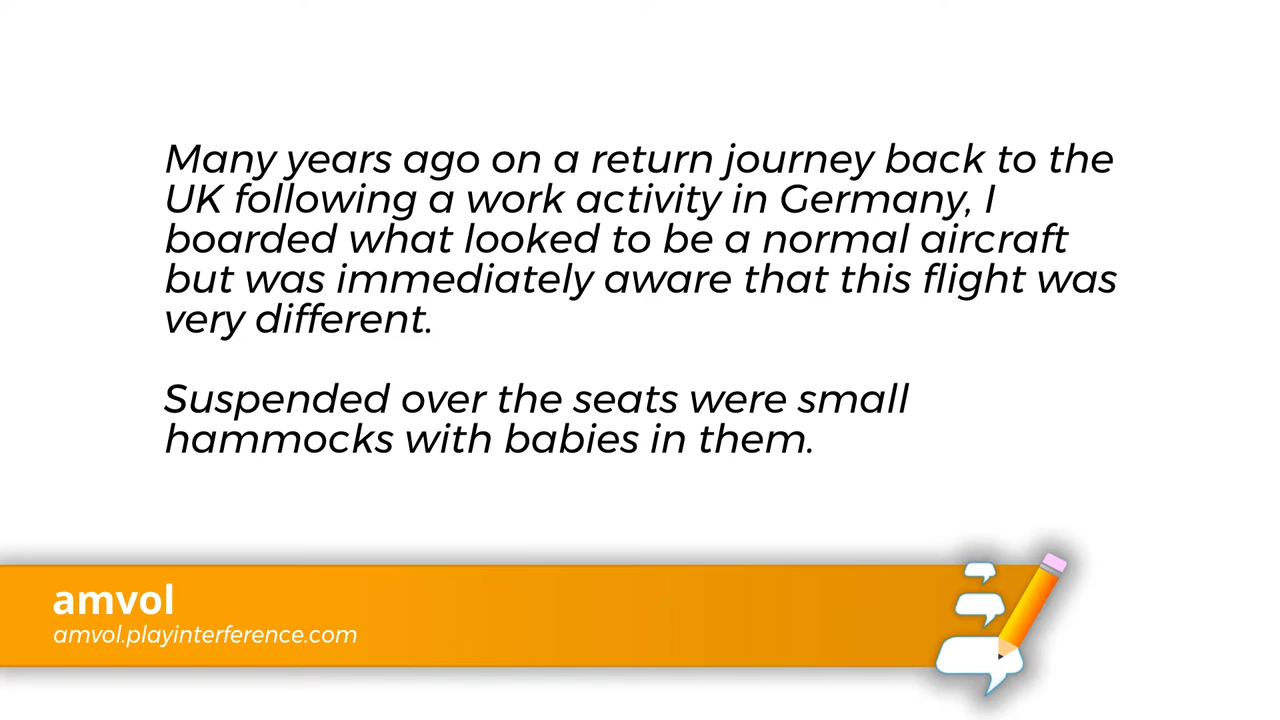 Many years ago on a return journey back to the
UK following a work activity in Germany, I
boarded what looked to be a normal aircraft
but was immediately aware that this flight was
very different.
Suspended over the seats were small
hammocks with babies in them.
amvol
amvol.playinterference.com